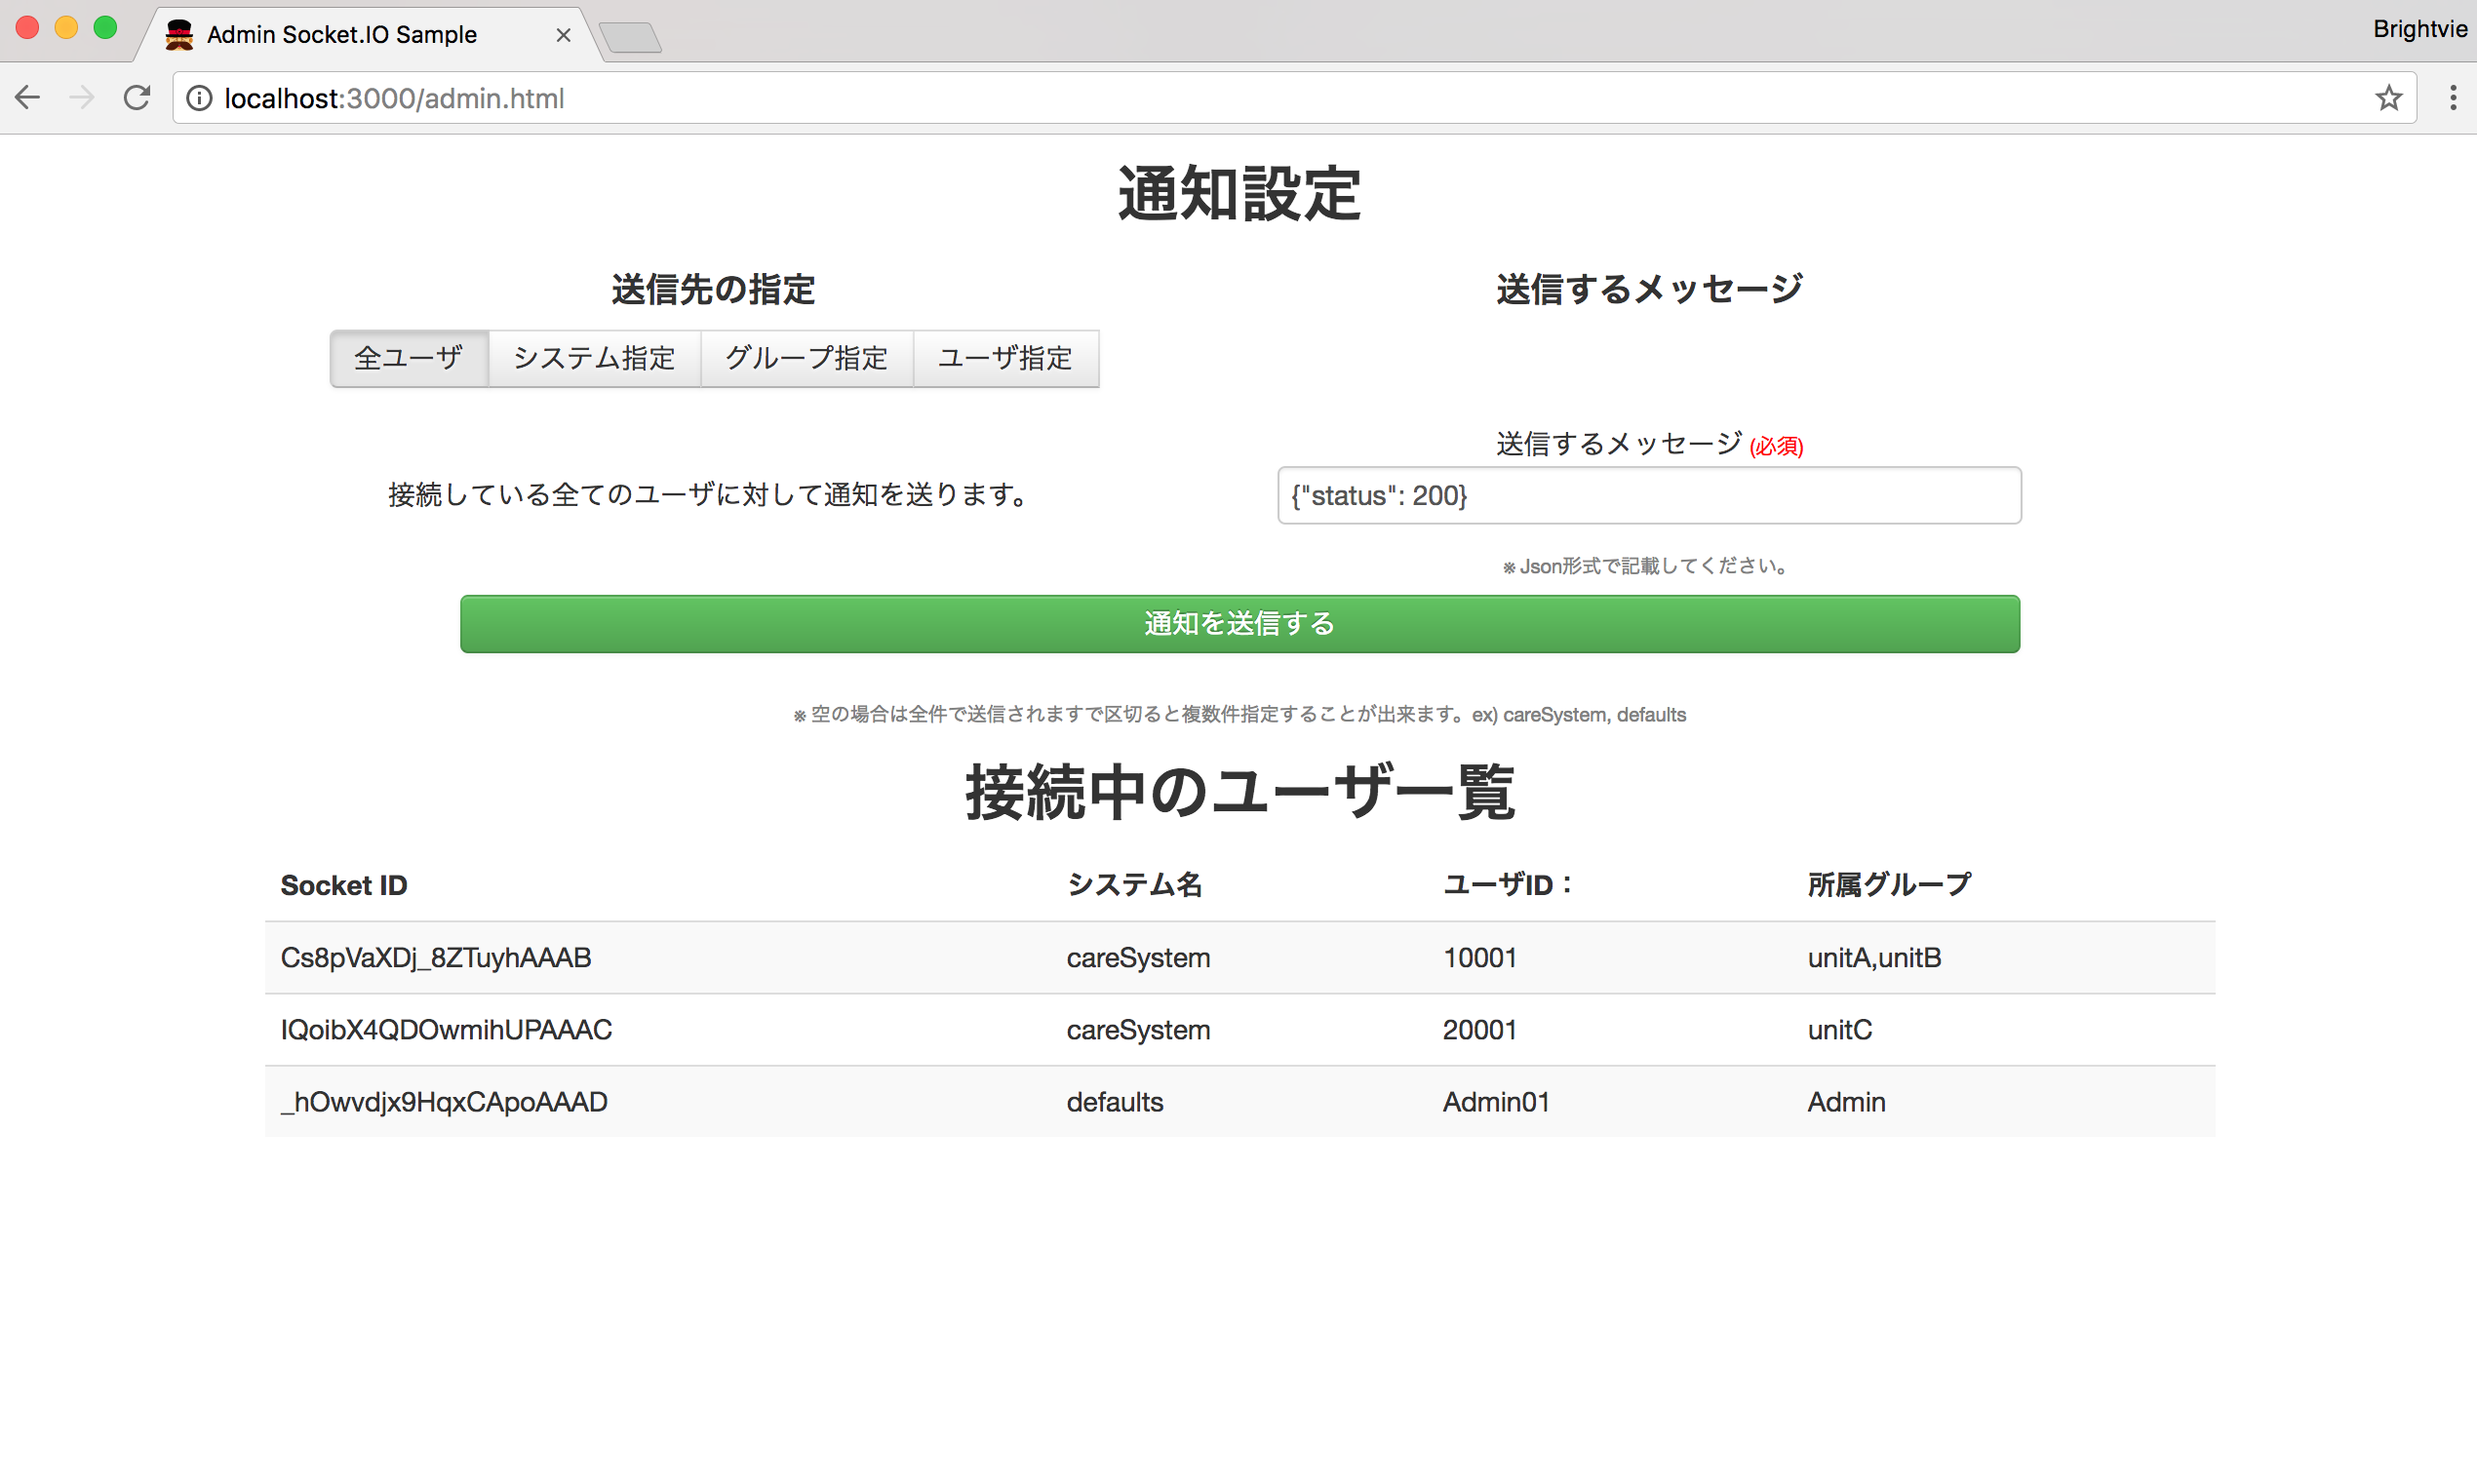 Admin Socket.IO Sample
Brightvie
localhost:3000/admin.html
通知設定
送信先の指定
送信するメッセージ
全ユーザ システム指定 グループ指定 ユーザ指定
送信するメッセージ (必須)
接続している全てのユーザに対して通知を送ります。
{"status": 200}
※ Json形式で記載してください。
通知を送信する
※ 空の場合は全件で送信されますで区切ると複数件指定することが出来ます。ex) careSystem, defaults
接続中のユーザ一覧
Socket ID システム名 ユーザID： 所属グループ
Cs8pVaXDj_8ZTuyhAAAB careSystem 10001 unitA,unitB
IQoibX4QDOwmihUPAAAC careSystem 20001 unitC
_hOwvdjx9HqxCApoAAAD defaults Admin01 Admin